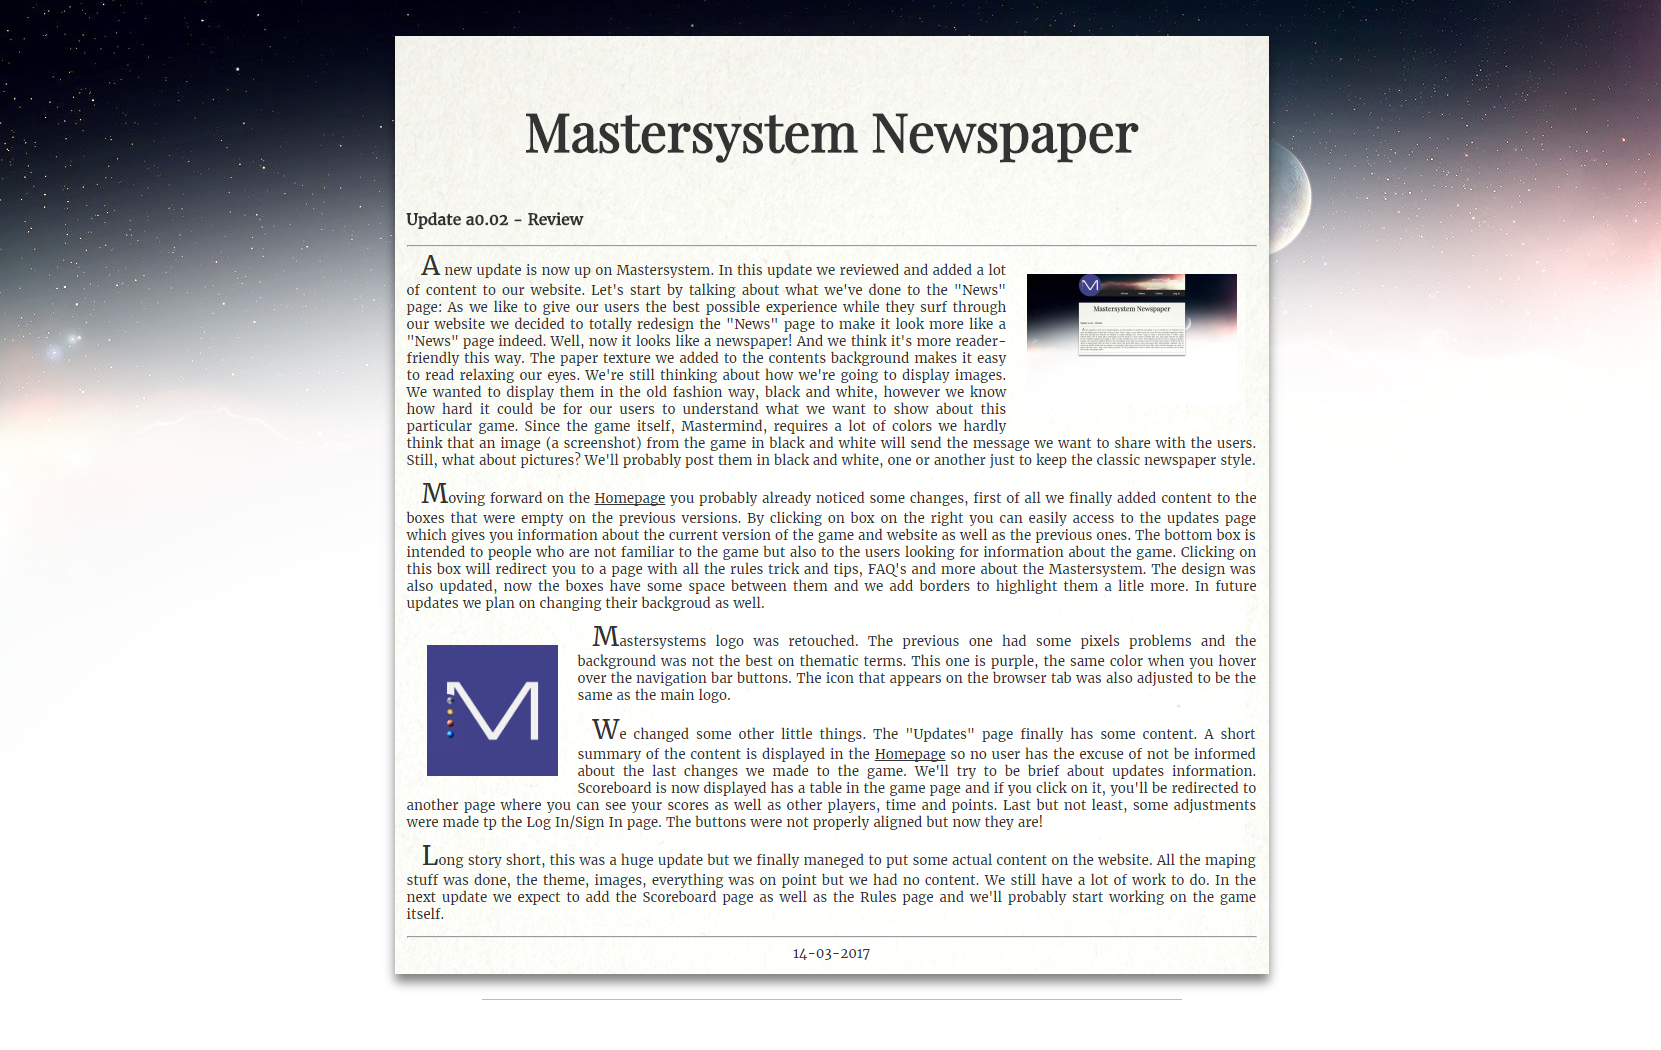 Mastersystem Newspaper
Update a0.02 - Review
A new update is now up on Mastersystem. In this update we reviewed and added a lot
of content to our website. Let's start by talking about what we've done to the "News"
page: As we like to give our users the best possible experience while they surf through
our website we decided to totally redesign the "News" page to make it look more like a
"News" page indeed. Well, now it looks like a newspaper! And we think it's more reader-
friendly this way. The paper texture we added to the contents background makes it easy
to read relaxing our eyes. We're still thinking about how we're going to display images.
We wanted to display them in the old fashion way, black and white, however we know
how hard it could be for our users to understand what we want to show about this
particular game. Since the game itself, Mastermind, requires a lot of colors we hardly
think that an image (a screenshot) from the game in black and white will send the message we want to share with the users.
Still, what about pictures? We'll probably post them in black and white, one or another just to keep the classic newspaper style.
Mastersystem Newspaper
Moving forward on the Homepage you probably already noticed some changes, first of all we finally added content to the
boxes that were empty on the previous versions. By clicking on box on the right you can easily access to the updates page
which gives you information about the current version of the game and website as well as the previous ones. The bottom box is
intended to people who are not familiar to the game but also to the users looking for information about the game. Clicking on
this box will redirect you to a page with all the rules trick and tips, FAQ's and more about the Mastersystem. The design was
also updated, now the boxes have some space between them and we add borders to highlight them a litle more. In future
updates we plan on changing their backgroud as well.
M
Mastersystems logo was retouched. The previous one had some pixels problems and the
background was not the best on thematic terms. This one is purple, the same color when you hover
over the navigation bar buttons. The icon that appears on the browser tab was also adjusted to be the
same as the main logo.
We changed some other little things. The "Updates" page finally has some content. A short
summary of the content is displayed in the Homepage so no user has the excuse of not be informed
about the last changes we made to the game. We'll try to be brief about updates information.
Scoreboard is now displayed has a table in the game page and if you click on it, you'll be redirected to
another page where you can see your scores as well as other players, time and points. Last but not least, some adjustments
were made tp the Log In/Sign In page. The buttons were not properly aligned but now they are!
Long story short, this was a huge update but we finally maneged to put some actual content on the website. All the maping
stuff was done, the theme, images, everything was on point but we had no content. We still have a lot of work to do. In the
next update we expect to add the Scoreboard page as well as the Rules page and we'll probably start working on the game
itself.
14-03-2017